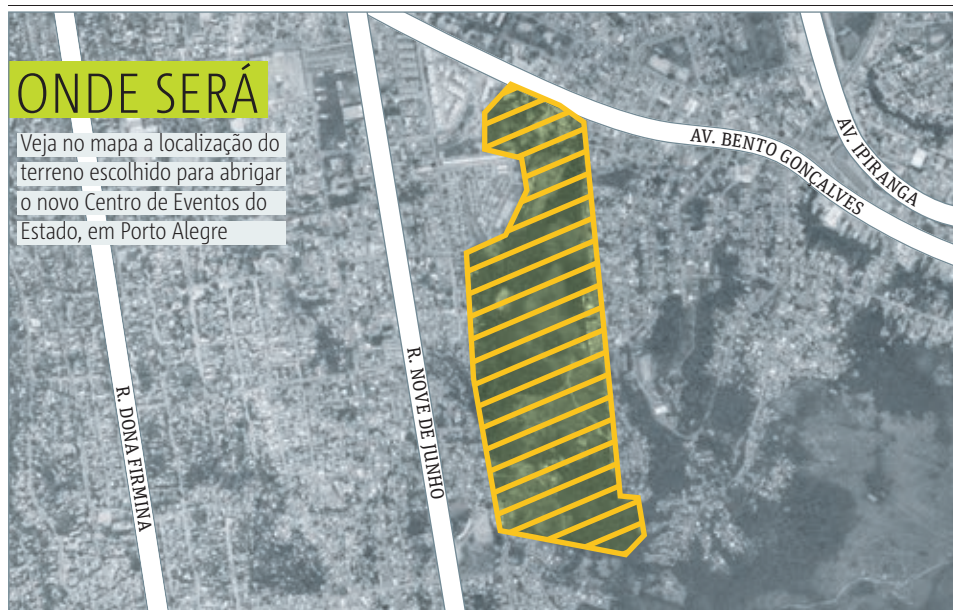 ONDE SERÁ
Veja no mapa a localização do
terreno escolhido para abrigar
o novo Centro de Eventos do
Estado, em Porto Alegre
AV. BENTO GONÇALVES
AV. IPIRANGA
R. NOVE DE JUNHO
R. DONA FIRMINA